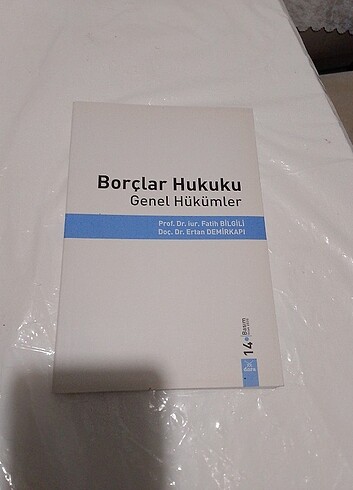 Borçlar Hukuku
Genel Hükümler
Prof. Dr. iur. Fatih BİLGİLİ
Doç. Dr. Ertan DEMİRKAPI
14. Basım
dora